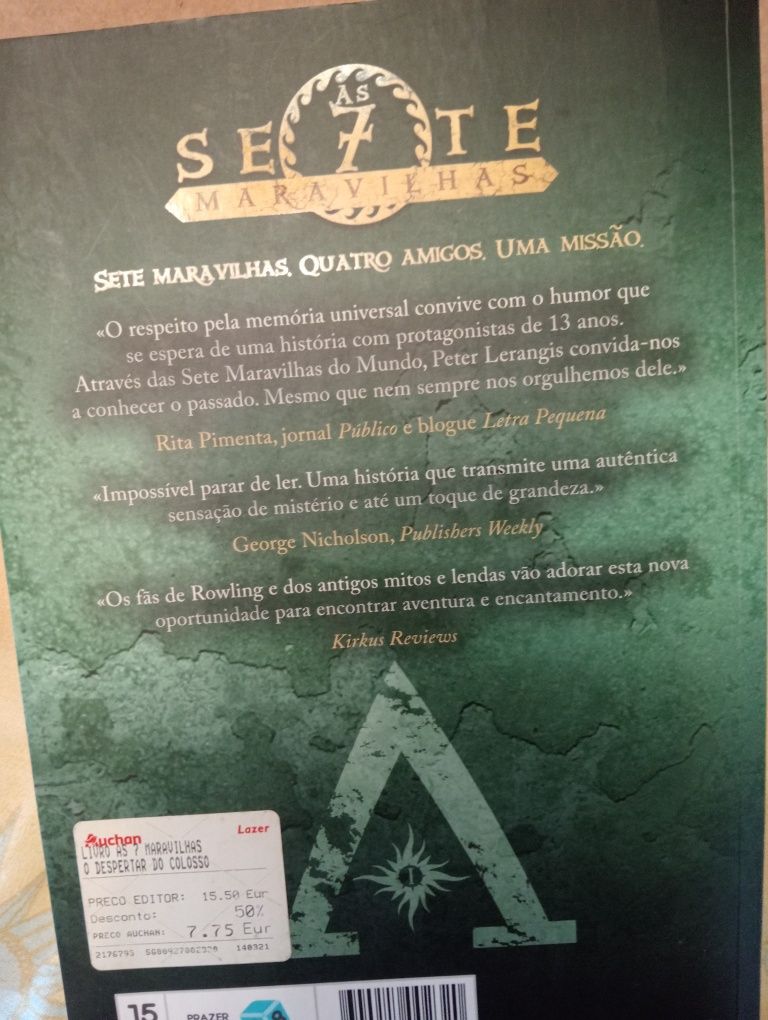 AS
SE7TE
MARAVILHAS
SETE MARAVILHAS. QUATRO AMIGOS. UMA MISSÃO.
«O respeito pela memória universal convive com o humor que
se espera de uma história com protagonistas de 13 anos.
Através das Sete Maravilhas do Mundo, Peter Lerangis convida-nos
a conhecer o passado. Mesmo que nem sempre nos orgulhemos dele.»
Rita Pimenta, jornal Público e blogue Letra Pequena
«Impossível parar de ler. Uma história que transmite uma autêntica
sensação de mistério e até um toque de grandeza.»
George Nicholson, Publishers Weekly
«Os fãs de Rowling e dos antigos mitos e lendas vão adorar esta nova
oportunidade para encontrar aventura e encantamento.»
Kirkus Reviews
1
Auchan Lazer
LIVRO AS 7 MARAVILHAS
O DESPERTAR DO COLOSSO
PRECO EDITOR: 15.50 Eur
Desconto: 50%
PRECO AUCHAN: 7.75 Eur
2176795 140321
15 PRAZER